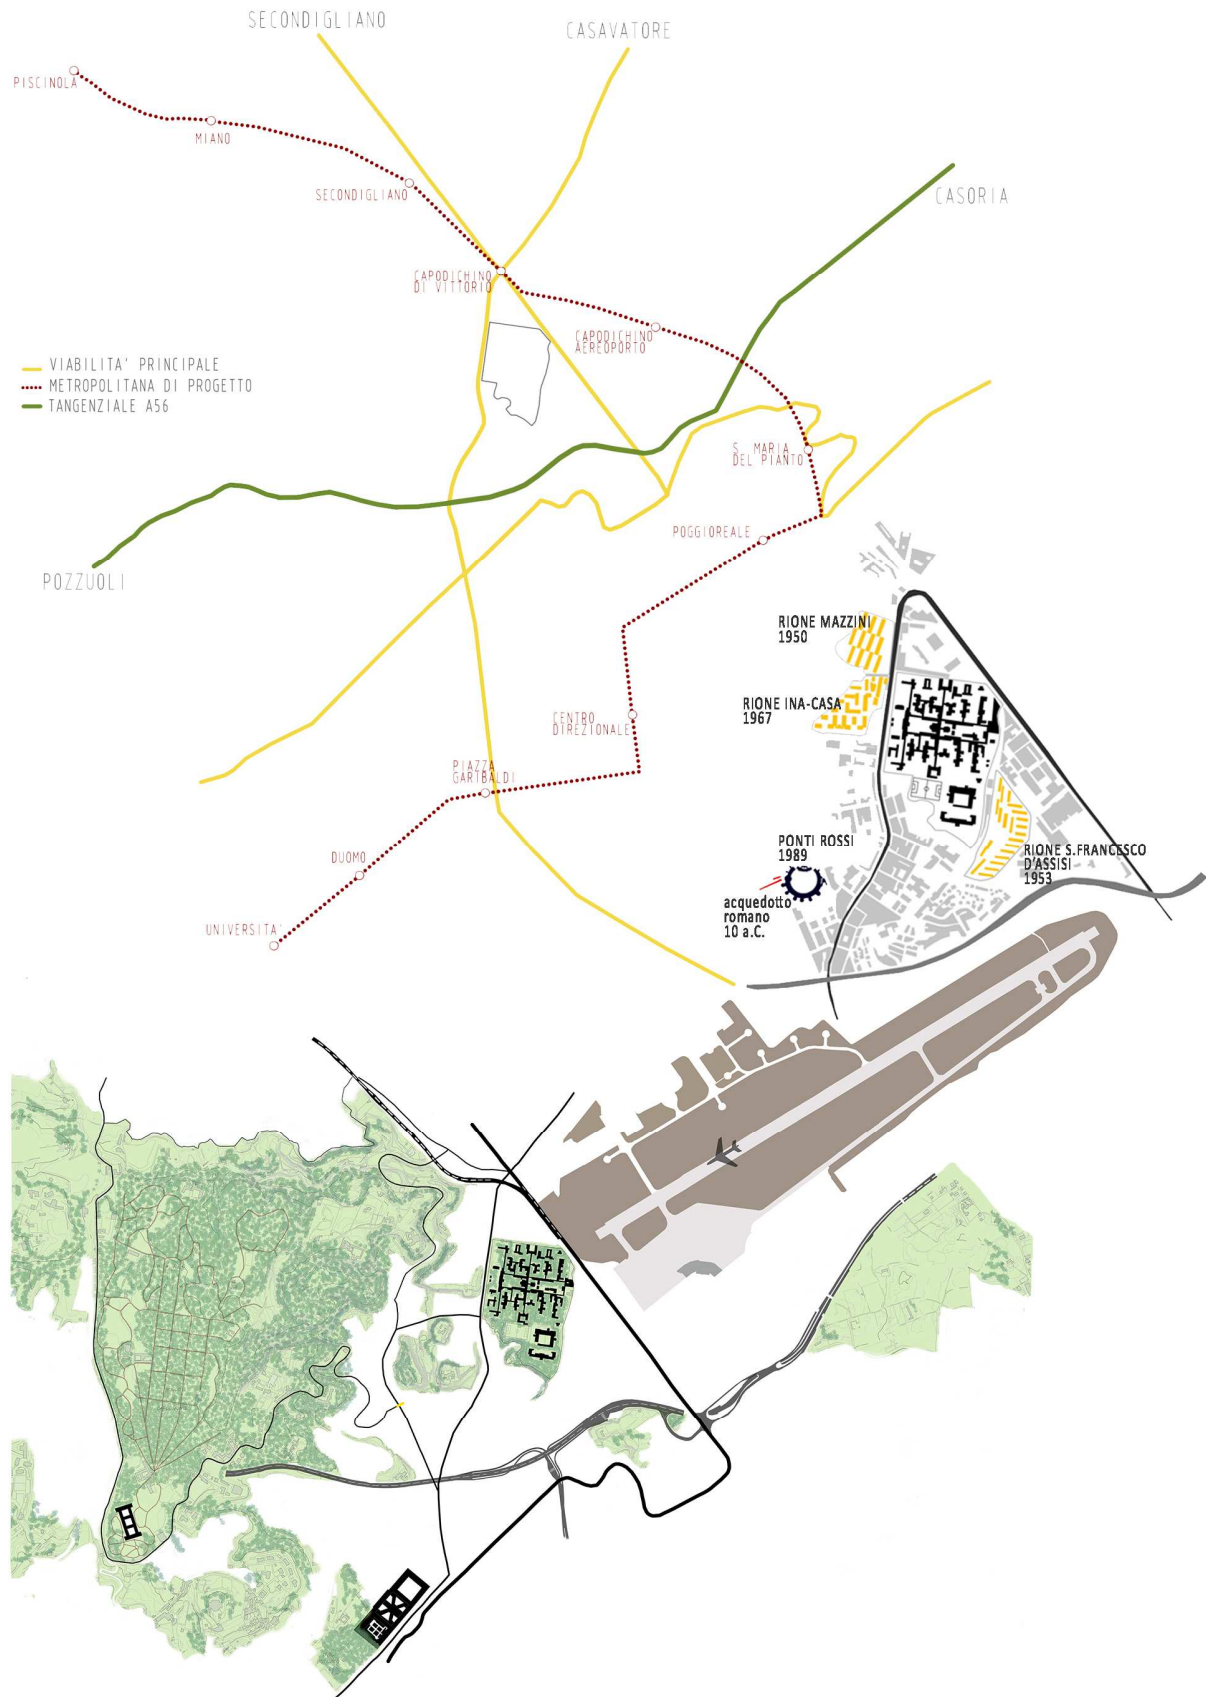 SECONDIGLIANO
CASAVATORE
PISCINOLA
MIANO
SECONDIGLIANO
CASORIA
CAPODICHINO
DI VITTORIO
CAPODICHINO
AEREOPORTO
VIABILITA' PRINCIPALE
METROPOLITANA DI PROGETTO
TANGENZIALE A56
S. MARIA
DEL PIANTO
POGGIOREALE
POZZUOLI
RIONE MAZZINI
1950
RIONE INA-CASA
1967
CENTRO
DIREZIONALE
PIAZZA
GARIBALDI
PONTI ROSSI
1989
RIONE S.FRANCESCO
D'ASSISI
1953
DUOMO
acquedotto
romano
10 a.C.
UNIVERSITA'